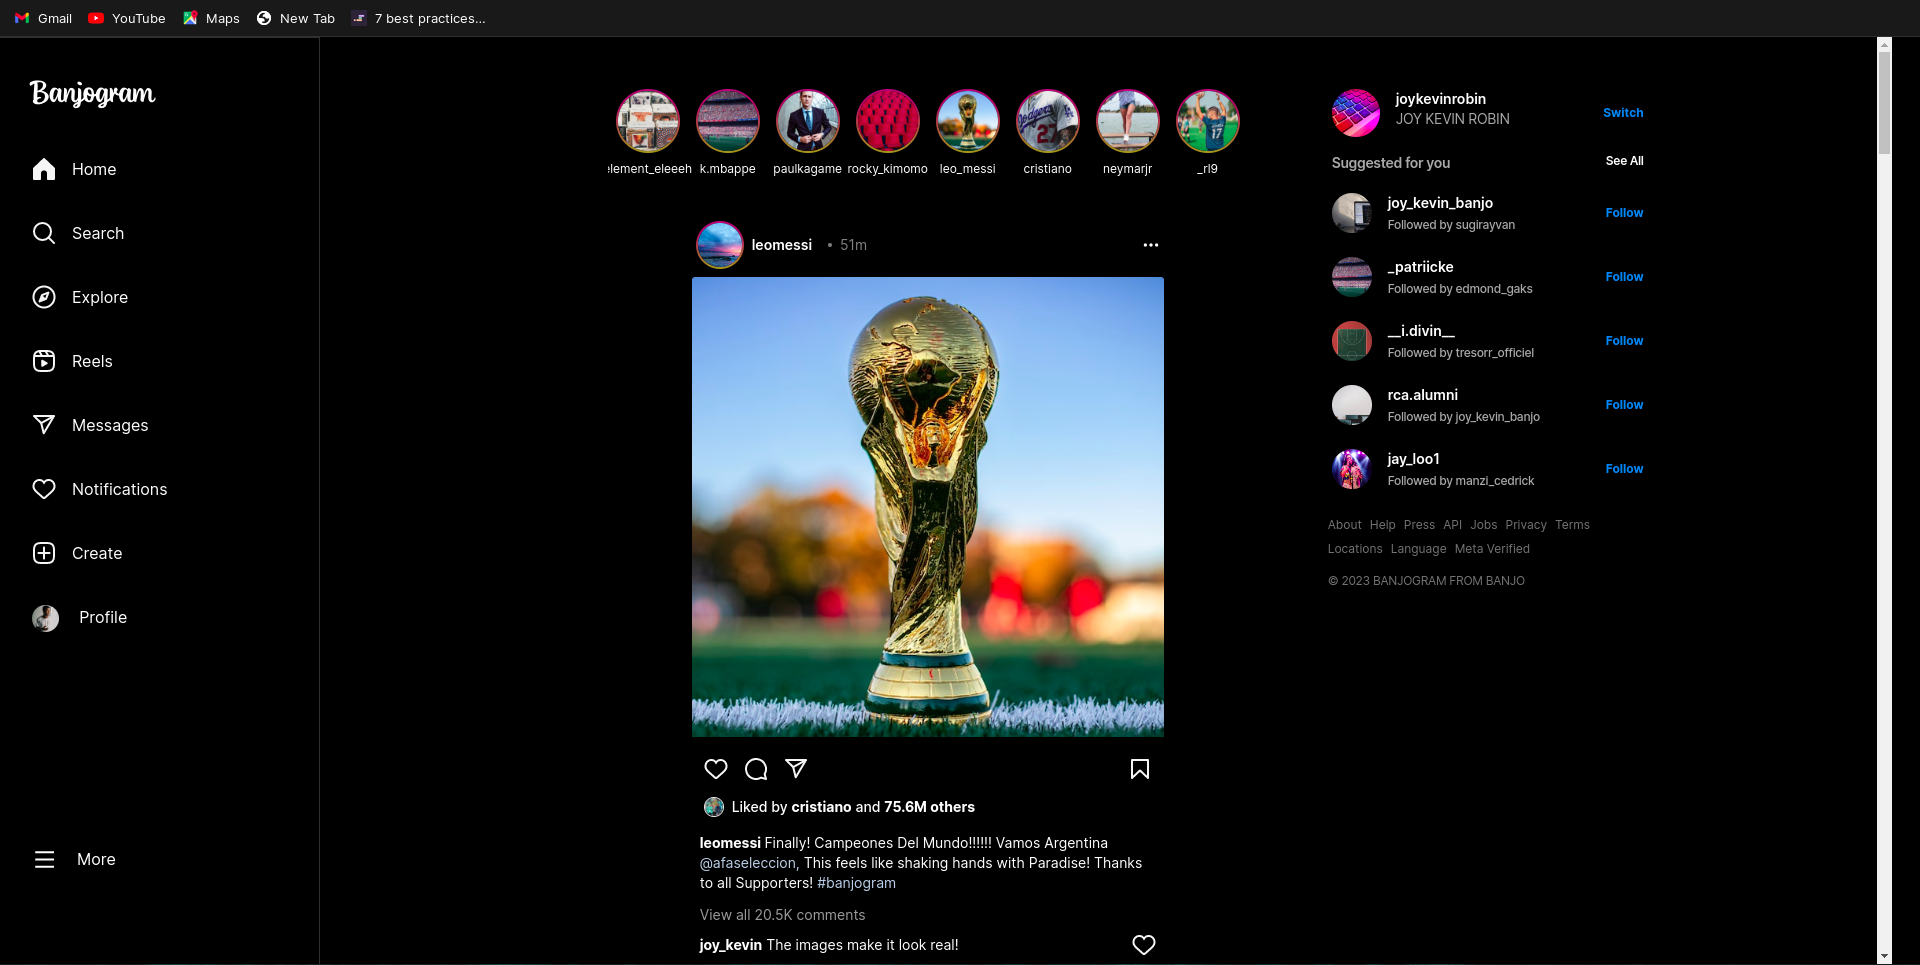 Gmail YouTube Maps New Tab 7 best practices...
Banjogram
Home
Search
Explore
Reels
Messages
Notifications
Create
Profile
More
element_eleeeh k.mbappe paulkagame rocky_kimomo leo_messi cristiano neymarjr _rl9
leomessi • 51m
Liked by cristiano and 75.6M others
leomessi Finally! Campeones Del Mundo!!!!!! Vamos Argentina
@afaseleccion, This feels like shaking hands with Paradise! Thanks
to all Supporters! #banjogram
View all 20.5K comments
joy_kevin The images make it look real!
joykevinrobin
JOY KEVIN ROBIN
Switch
Suggested for you See All
joy_kevin_banjo
Followed by sugirayvan
Follow
_patriicke
Followed by edmond_gaks
Follow
__i.divin__
Followed by tresorr_officiel
Follow
rca.alumni
Followed by joy_kevin_banjo
Follow
jay_loo1
Followed by manzi_cedrick
Follow
About Help Press API Jobs Privacy Terms
Locations Language Meta Verified
© 2023 BANJOGRAM FROM BANJO
Dodgers
27
17